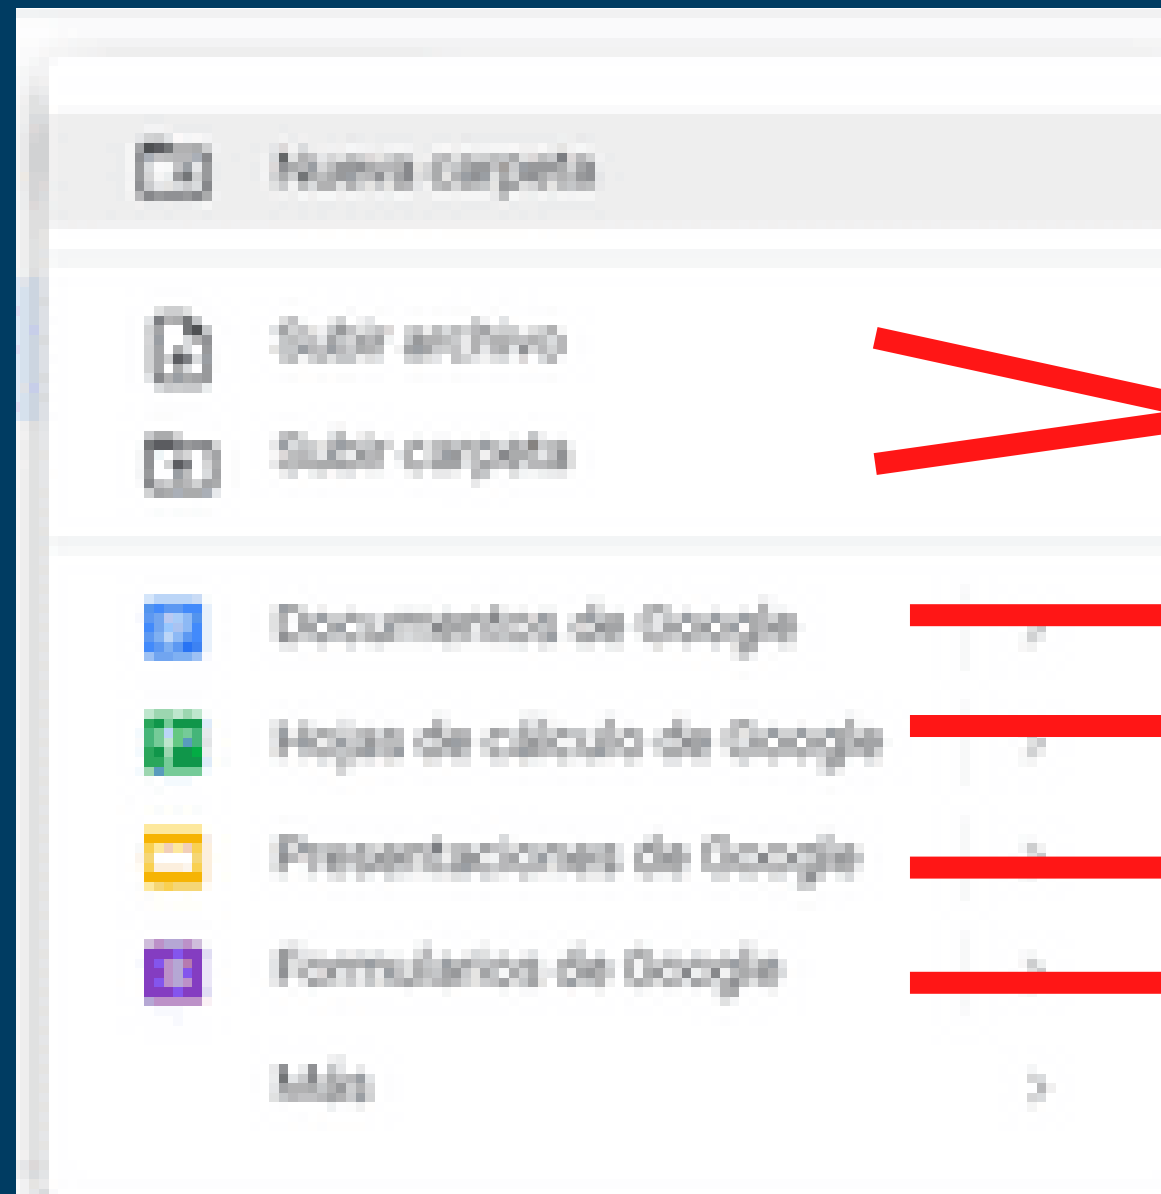 Nueva carpeta
Subir archivo
Subir carpeta
Documentos de Google
Hojas de cálculo de Google
Presentaciones de Google
Formularios de Google
Más